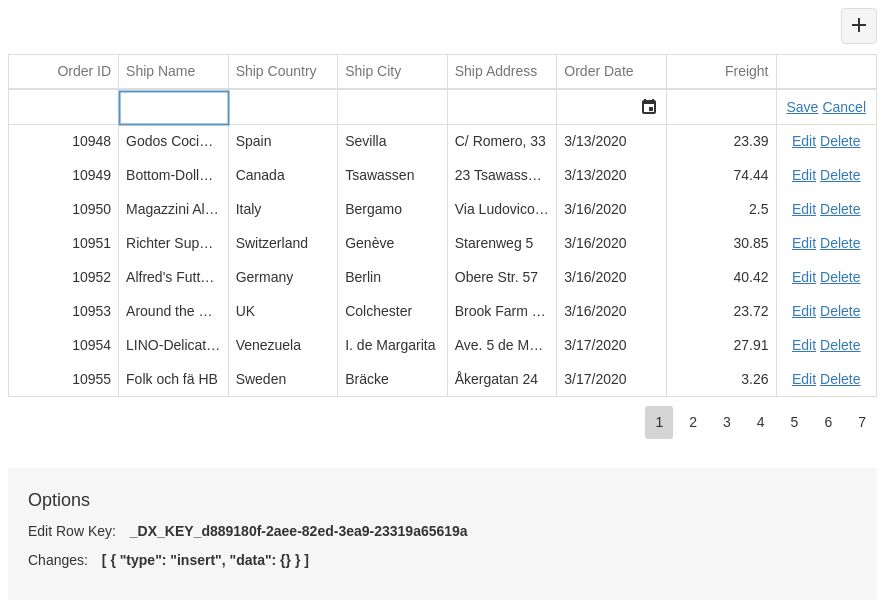 Order ID Ship Name Ship Country Ship City Ship Address Order Date Freight
Save Cancel
10948 Godos Coci… Spain Sevilla C/ Romero, 33 3/13/2020 23.39 Edit Delete
10949 Bottom-Doll… Canada Tsawassen 23 Tsawass… 3/13/2020 74.44 Edit Delete
10950 Magazzini Al… Italy Bergamo Via Ludovico… 3/16/2020 2.5 Edit Delete
10951 Richter Sup… Switzerland Genève Starenweg 5 3/16/2020 30.85 Edit Delete
10952 Alfred's Futt… Germany Berlin Obere Str. 57 3/16/2020 40.42 Edit Delete
10953 Around the … UK Colchester Brook Farm … 3/16/2020 23.72 Edit Delete
10954 LINO-Delicat… Venezuela I. de Margarita Ave. 5 de M… 3/17/2020 27.91 Edit Delete
10955 Folk och fä HB Sweden Bräcke Åkergatan 24 3/17/2020 3.26 Edit Delete
1 2 3 4 5 6 7
Options
Edit Row Key: _DX_KEY_d889180f-2aee-82ed-3ea9-23319a65619a
Changes: [ { "type": "insert", "data": {} } ]